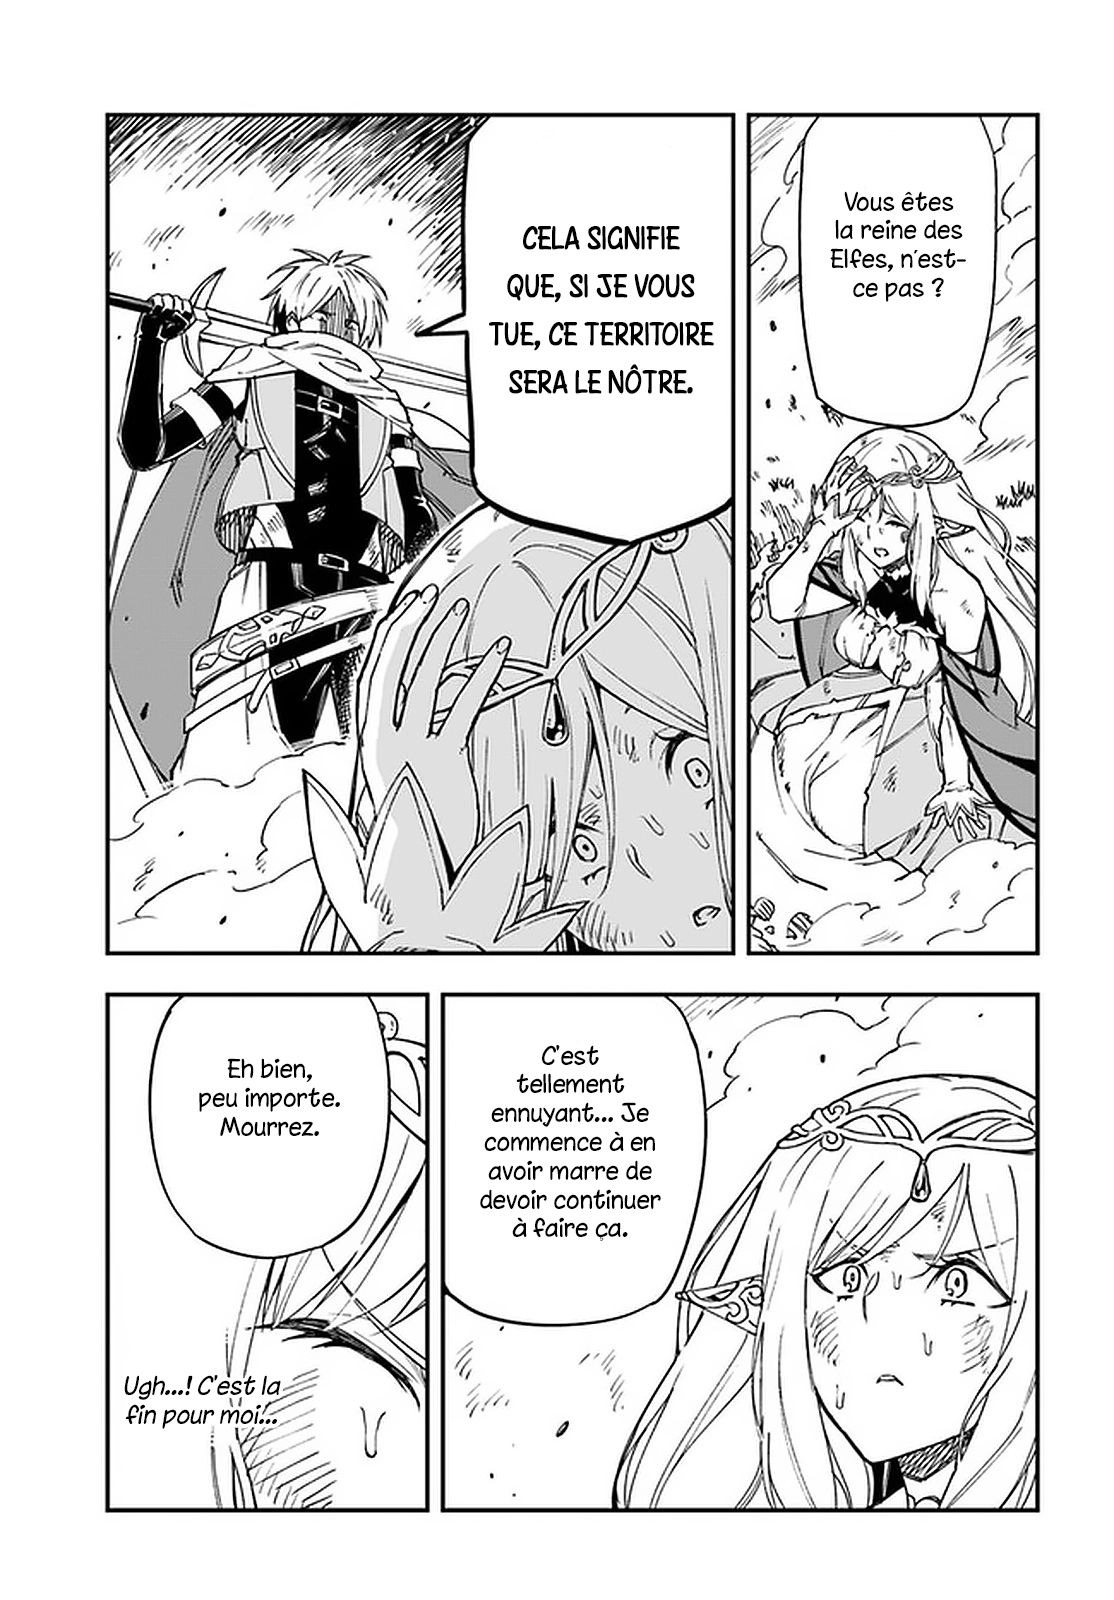 Vous êtes
la reine des
Elfes, n'est-
ce pas ?
CELA SIGNIFIE
QUE, SI JE VOUS
TUE, CE TERRITOIRE
SERA LE NÔTRE.
C'est
tellement
ennuyant... Je
commence à en
avoir marre de
devoir continuer
à faire ça.
Eh bien,
peu importe.
Mourrez.
Ugh...! C'est la
fin pour moi...